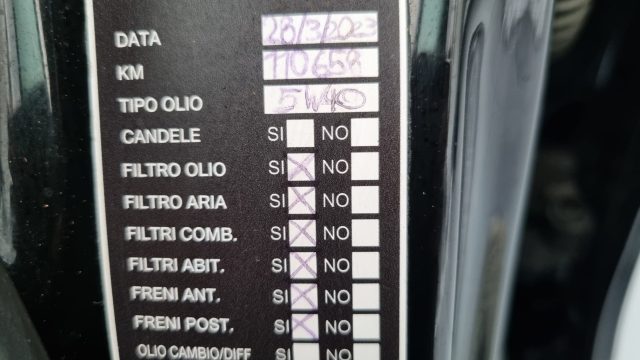 DATA 28/3/2023
KM 110658
TIPO OLIO 5W40
CANDELE SI NO
FILTRO OLIO SI X NO
FILTRO ARIA SI X NO
FILTRI COMB. SI X NO
FILTRI ABIT. SI X NO
FRENI ANT. SI X NO
FRENI POST. SI X NO
OLIO CAMBIO/DIFF SI NO